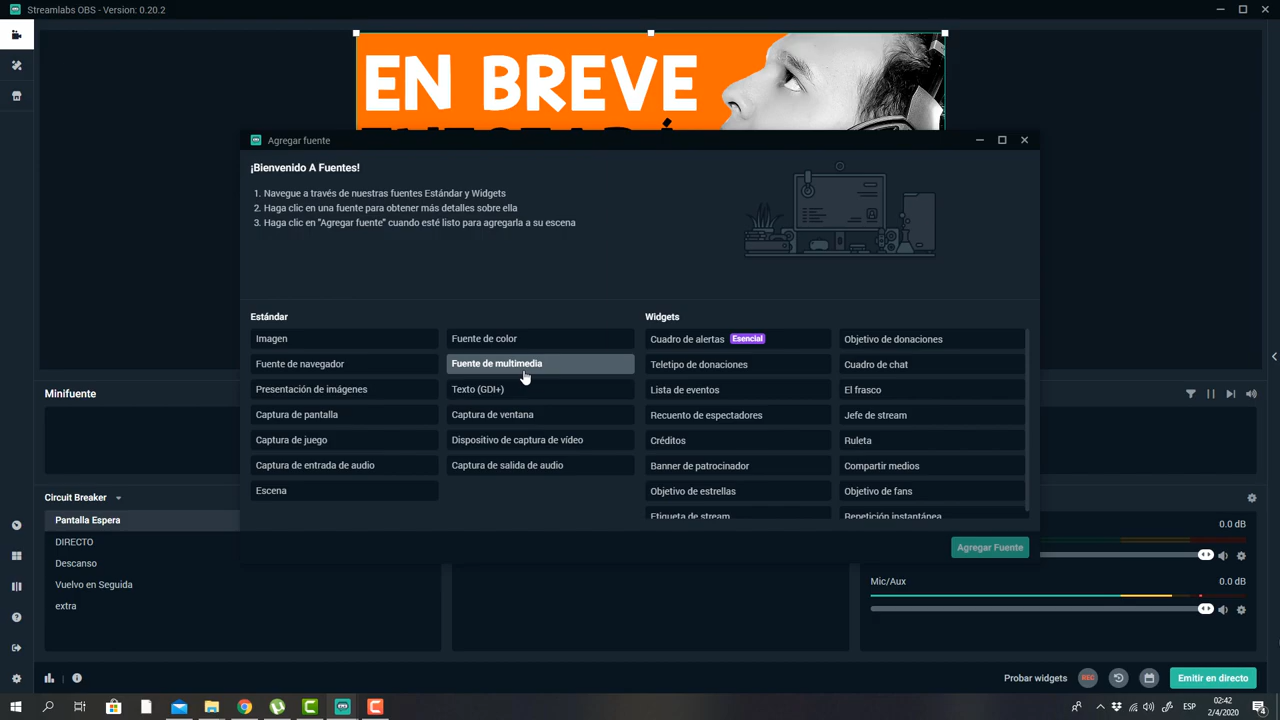 Streamlabs OBS - Version: 0.20.2
EN BREVE
Agregar fuente
¡Bienvenido A Fuentes!
1. Navegue a través de nuestras fuentes Estándar y Widgets
2. Haga clic en una fuente para obtener más detalles sobre ella
3. Haga clic en "Agregar fuente" cuando esté listo para agregarla a su escena
Estándar
Imagen
Fuente de color
Fuente de navegador
Fuente de multimedia
Presentación de imágenes
Texto (GDI+)
Captura de pantalla
Captura de ventana
Captura de juego
Dispositivo de captura de vídeo
Captura de entrada de audio
Captura de salida de audio
Escena
Widgets
Cuadro de alertas Esencial
Objetivo de donaciones
Teletipo de donaciones
Cuadro de chat
Lista de eventos
El frasco
Recuento de espectadores
Jefe de stream
Créditos
Ruleta
Banner de patrocinador
Compartir medios
Objetivo de estrellas
Objetivo de fans
Etiqueta de stream
Repetición instantánea
Agregar Fuente
Minifuente
Circuit Breaker
Pantalla Espera
DIRECTO
Descanso
Vuelvo en Seguida
extra
0.0 dB
Mic/Aux 0.0 dB
Probar widgets
REC
Emitir en directo
ESP
02:42
2/4/2020
4